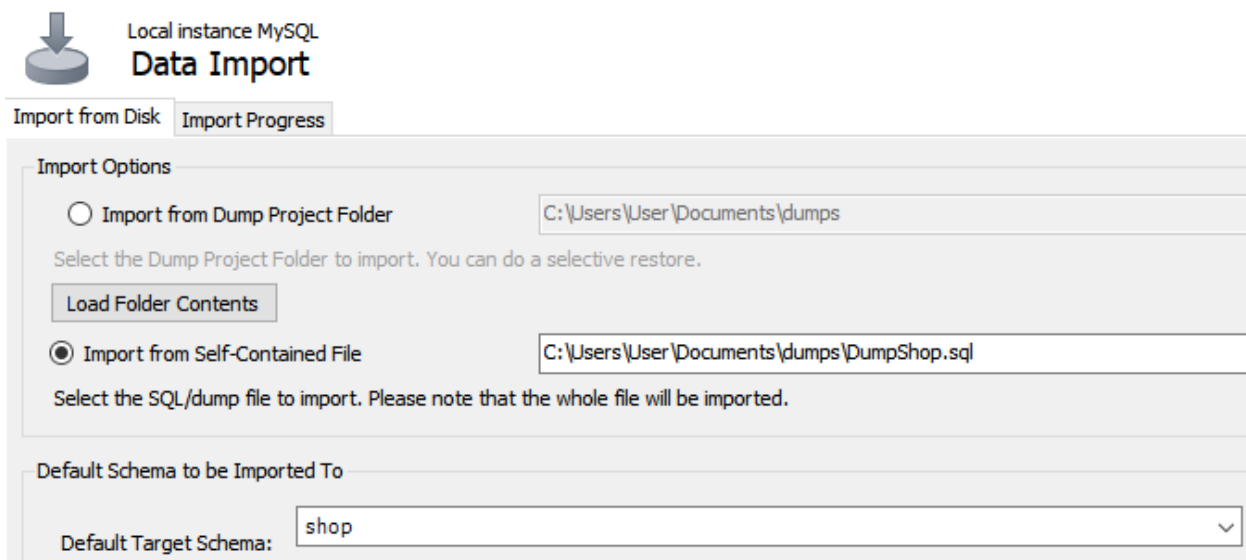 Local instance MySQL
Data Import
Import from Disk Import Progress
Import Options
Import from Dump Project Folder C:\Users\User\Documents\dumps
Select the Dump Project Folder to import. You can do a selective restore.
Load Folder Contents
Import from Self-Contained File C:\Users\User\Documents\dumps\DumpShop.sql
Select the SQL/dump file to import. Please note that the whole file will be imported.
Default Schema to be Imported To
Default Target Schema: shop